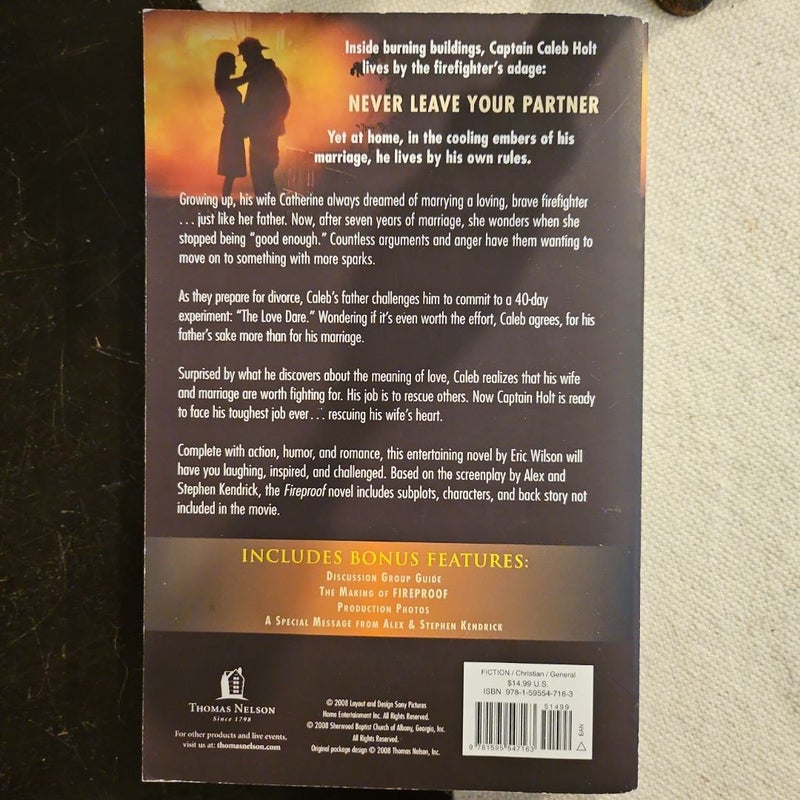 Inside burning buildings, Captain Caleb Holt
lives by the firefighter's adage:
NEVER LEAVE YOUR PARTNER
Yet at home, in the cooling embers of his
marriage, he lives by his own rules.
Growing up, his wife Catherine always dreamed of marrying a loving, brave firefighter
. . . just like her father. Now, after seven years of marriage, she wonders when she
stopped being "good enough." Countless arguments and anger have them wanting to
move on to something with more sparks.
As they prepare for divorce, Caleb's father challenges him to commit to a 40-day
experiment: "The Love Dare." Wondering if it's even worth the effort, Caleb agrees, for his
father's sake more than for his marriage.
Surprised by what he discovers about the meaning of love, Caleb realizes that his wife
and marriage are worth fighting for. His job is to rescue others. Now Captain Holt is ready
to face his toughest job ever . . . rescuing his wife's heart.
Complete with action, humor, and romance, this entertaining novel by Eric Wilson will
have you laughing, inspired, and challenged. Based on the screenplay by Alex and
Stephen Kendrick, the Fireproof novel includes subplots, characters, and back story not
included in the movie.
INCLUDES BONUS FEATURES:
DISCUSSION GROUP GUIDE
THE MAKING OF FIREPROOF
PRODUCTION PHOTOS
A SPECIAL MESSAGE FROM ALEX & STEPHEN KENDRICK
THOMAS NELSON
Since 1798
For other products and live events,
visit us at: thomasnelson.com
© 2008 Layout and Design Sony Pictures
Home Entertainment Inc. All Rights Reserved.
© 2008 Sherwood Baptist Church of Albany, Georgia, Inc.
All Rights Reserved.
Original package design © 2008 Thomas Nelson, Inc.
FICTION / Christian / General
$14.99 U.S.
ISBN 978-1-59554-716-3
51499
9 781595 547163
EAN